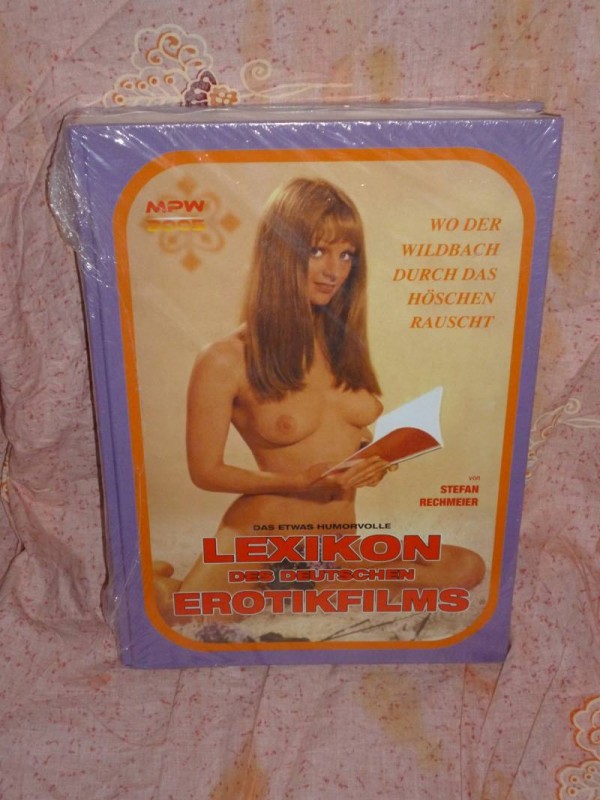 MPW
WO DER
WILDBACH
DURCH DAS
HÖSCHEN
RAUSCHT
von
STEFAN
RECHMEIER
DAS ETWAS HUMORVOLLE
LEXIKON
DES DEUTSCHEN
EROTIKFILMS